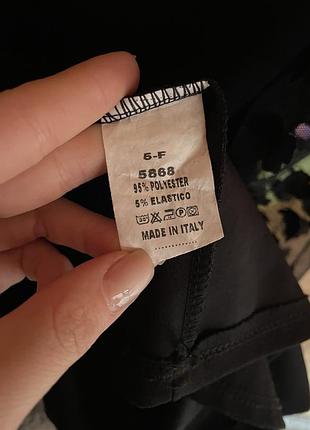 5-F
5868
95% POLYESTER
5% ELASTICO
MADE IN ITALY